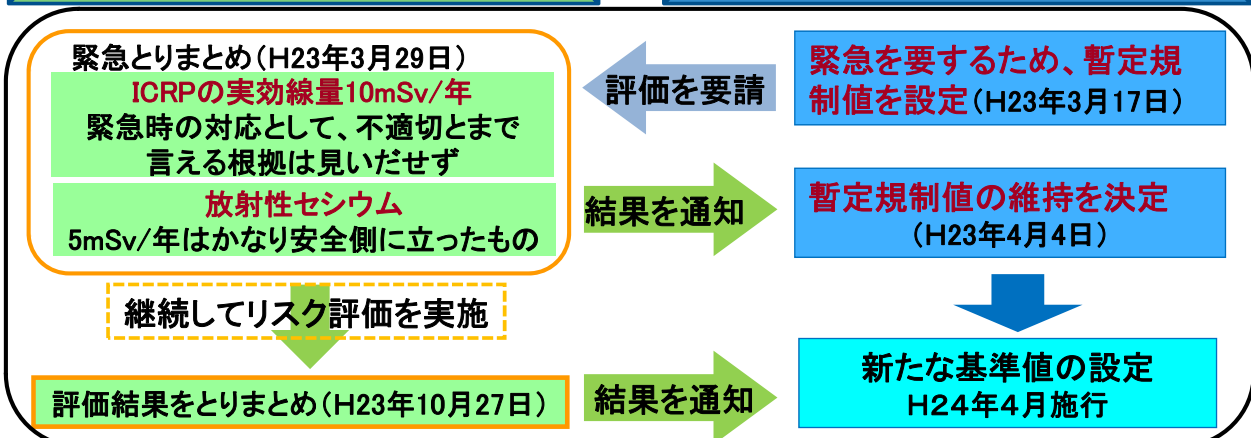 緊急とりまとめ(H23年3月29日)
ICRPの実効線量10mSv/年
緊急時の対応として、不適切とまで
言える根拠は見いだせず
放射性セシウム
5mSv/年はかなり安全側に立ったもの
評価を要請
緊急を要するため、暫定規
制値を設定(H23年3月17日)
結果を通知
暫定規制値の維持を決定
(H23年4月4日)
継続してリスク評価を実施
評価結果をとりまとめ(H23年10月27日)
結果を通知
新たな基準値の設定
H24年4月施行